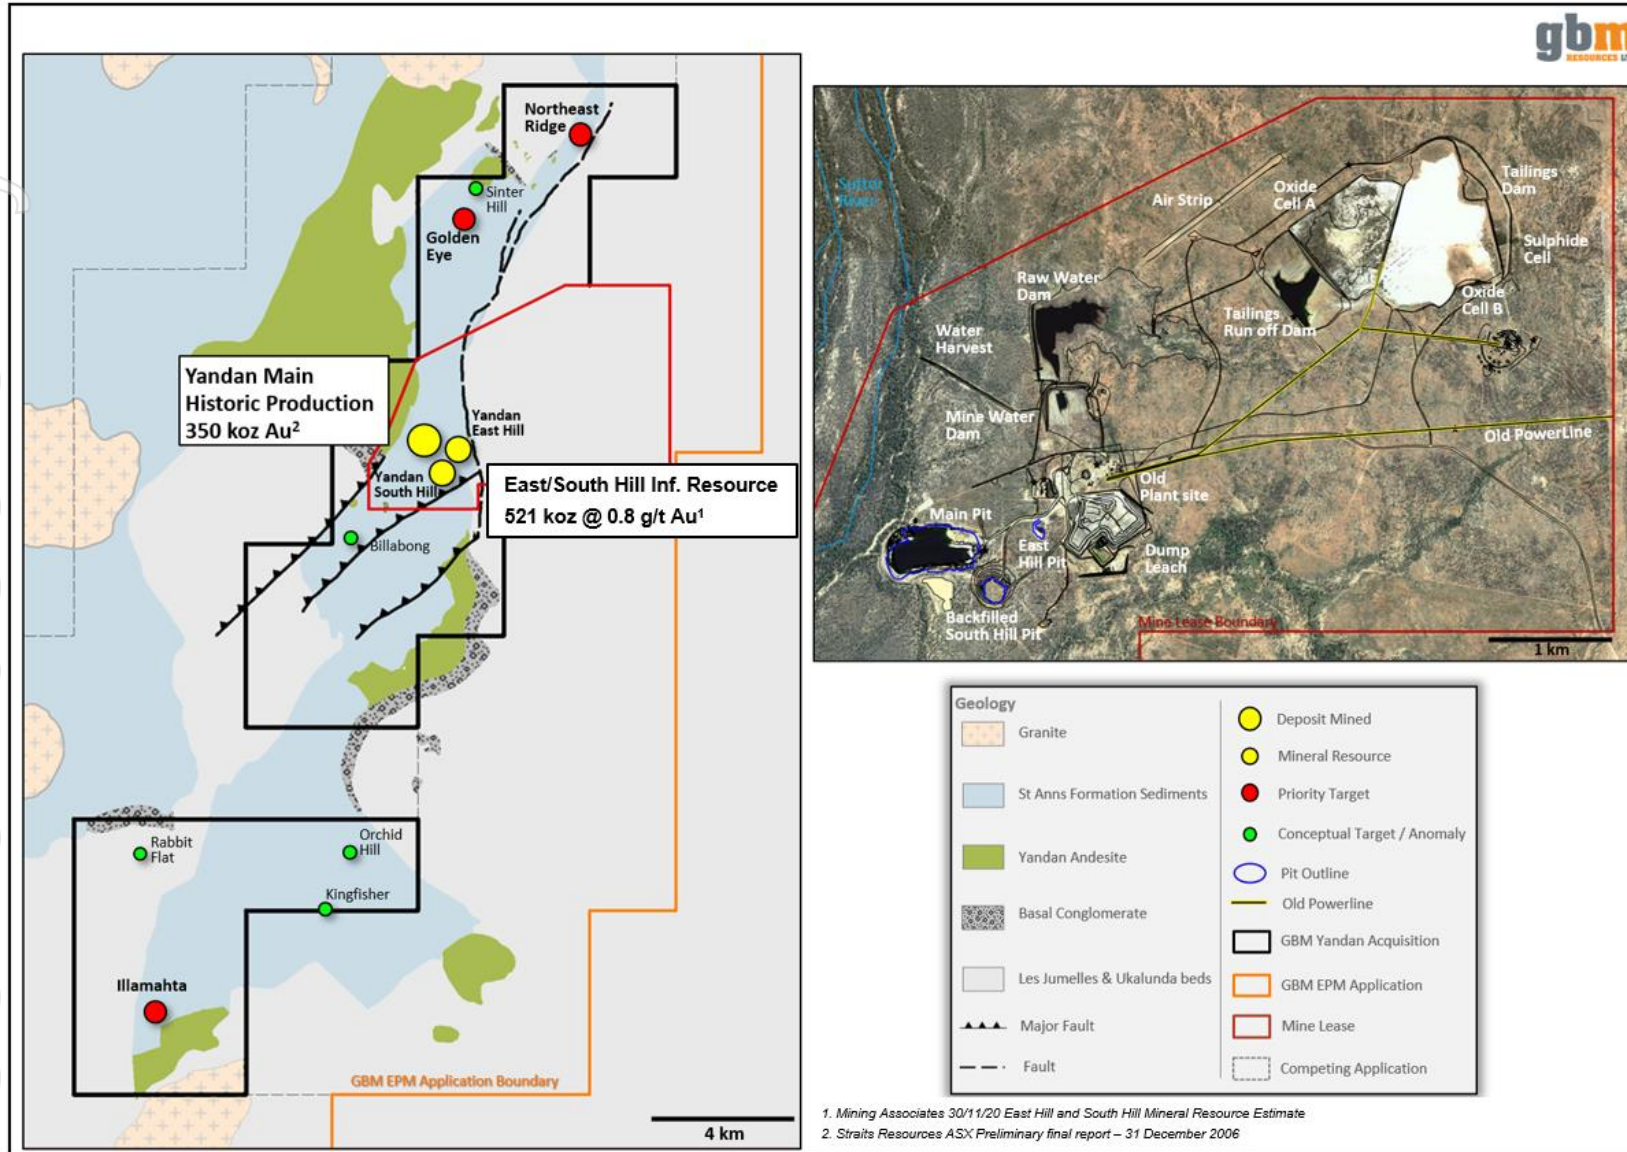 gbm
RESOURCES
Northeast
Ridge
Sinter
Hill
Golden
Eye
Yandan Main
Historic Production
350 koz Au²
Yandan
East Hill
Yandan
South Hill
East/South Hill Inf. Resource
521 koz @ 0.8 g/t Au¹
Billabong
Rabbit
Flat
Orchid
Hill
Kingfisher
Illamahta
GBM EPM Application Boundary
4 km
Suttor
River
Air Strip
Oxide
Cell A
Tailings
Dam
Sulphide
Cell
Oxide
Cell B
Raw Water
Dam
Tailings
Run off Dam
Water
Harvest
Mine Water
Dam
Old PowerLine
Old
Plant site
Main Pit
East
Hill Pit
Dump
Leach
Backfilled
South Hill Pit
Mine Lease Boundary
1 km
Geology
Granite
St Anns Formation Sediments
Yandan Andesite
Basal Conglomerate
Les Jumelles & Ukalunda beds
Major Fault
Fault
Deposit Mined
Mineral Resource
Priority Target
Conceptual Target / Anomaly
Pit Outline
Old Powerline
GBM Yandan Acquisition
GBM EPM Application
Mine Lease
Competing Application
1. Mining Associates 30/11/20 East Hill and South Hill Mineral Resource Estimate
2. Straits Resources ASX Preliminary final report – 31 December 2006